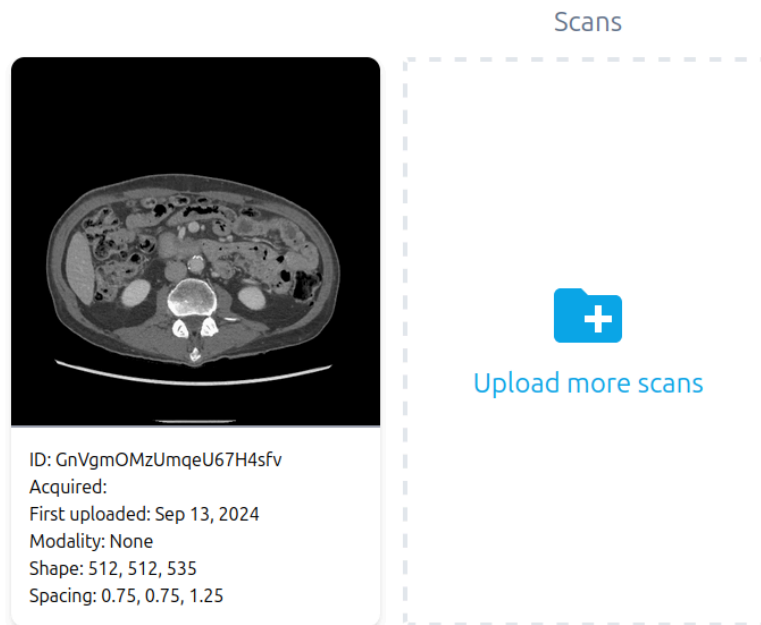 Scans
ID: GnVgmOMzUmqeU67H4sfv
Acquired:
First uploaded: Sep 13, 2024
Modality: None
Shape: 512, 512, 535
Spacing: 0.75, 0.75, 1.25
Upload more scans